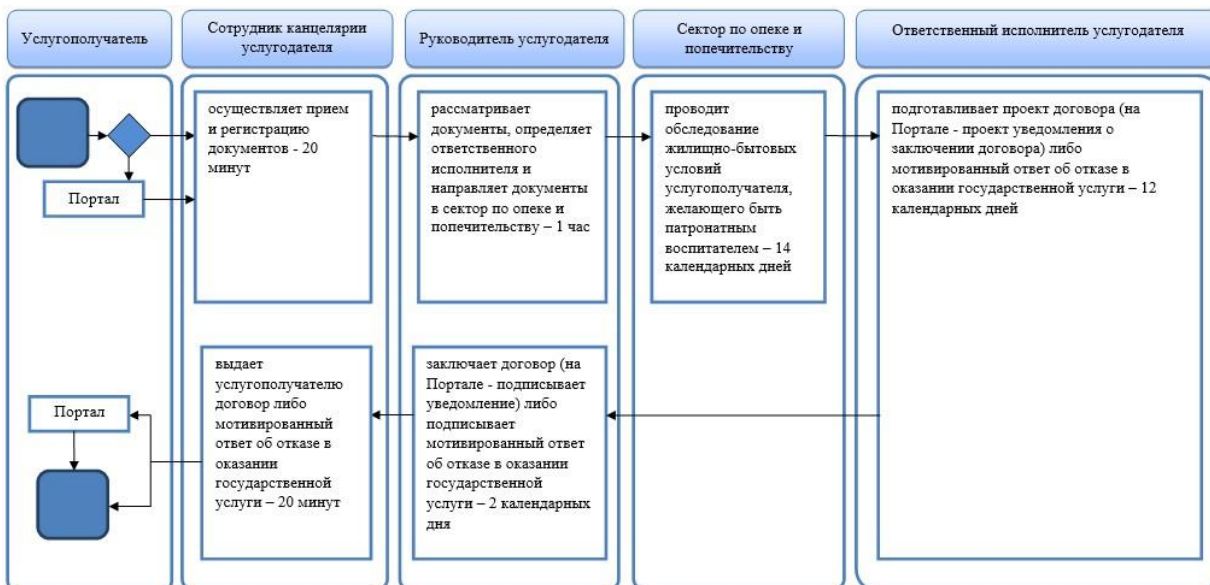 Услугополучатель
Сотрудник канцелярии
услугодателя
Руководитель услугодателя
Сектор по опеке и
попечительству
Ответственный исполнитель услугодателя
Портал
осуществляет прием
и регистрацию
документов - 20
минут
рассматривает
документы, определяет
ответственного
исполнителя и
направляет документы
в сектор по опеке и
попечительству – 1 час
проводит
обследование
жилищно-бытовых
условий
услугополучателя,
желающего быть
патронатным
воспитателем – 14
календарных дней
подготавливает проект договора (на
Портале - проект уведомления о
заключении договора) либо
мотивированный ответ об отказе в
оказании государственной услуги – 12
календарных дней
заключает договор (на
Портале - подписывает
уведомление) либо
подписывает
мотивированный ответ
об отказе в оказании
государственной
услуги – 2 календарных
дня
выдает
услугополучателю
договор либо
мотивированный
ответ об отказе в
оказании
государственной
услуги – 20 минут
Портал